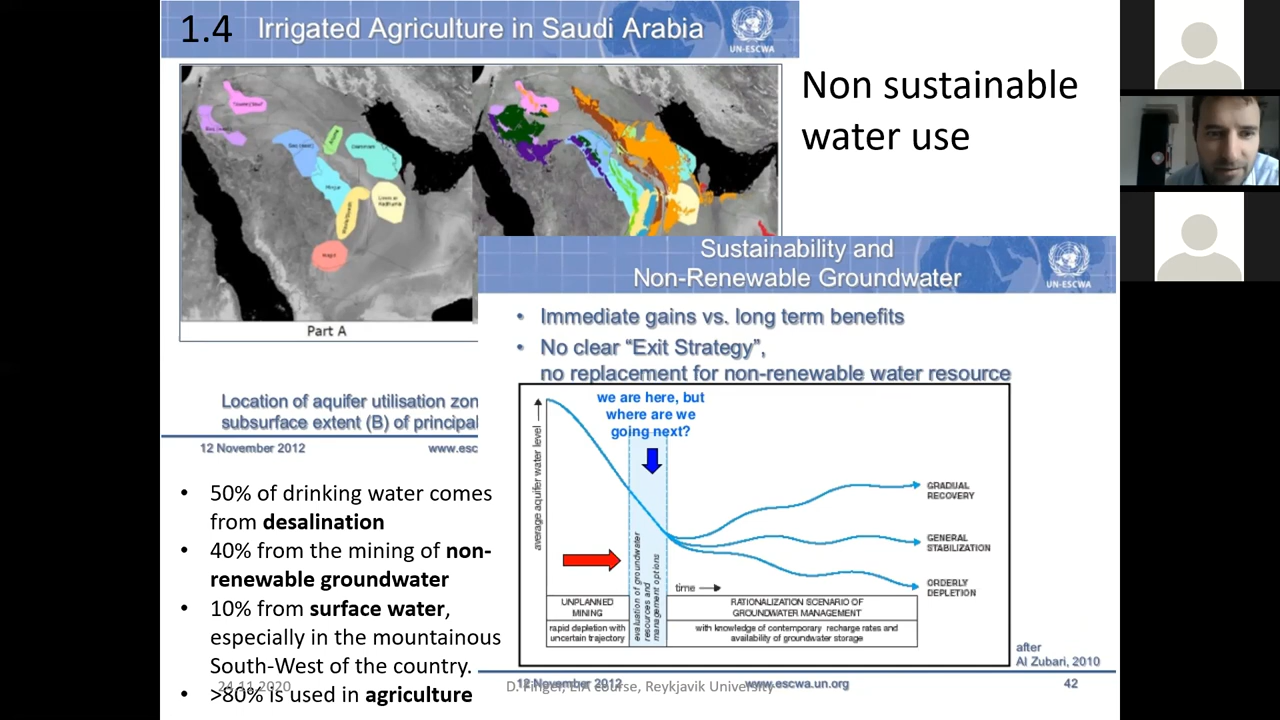 1.4 Irrigated Agriculture in Saudi Arabia
UN-ESCWA
Non sustainable
water use
Part A
Location of aquifer utilisation zon
subsurface extent (B) of principal
12 November 2012 www.esc
Sustainability and
Non-Renewable Groundwater
UN-ESCWA
• Immediate gains vs. long term benefits
• No clear “Exit Strategy”,
no replacement for non-renewable water resource
we are here, but
where are we
going next?
average aquifer water level
evaluation of groundwater
resources and
management options
GRADUAL
RECOVERY
GENERAL
STABILIZATION
ORDERLY
DEPLETION
time
UNPLANNED
MINING
rapid depletion with
uncertain trajectory
RATIONALIZATION SCENARIO OF
GROUNDWATER MANAGEMENT
with knowledge of contemporary recharge rates and
availability of groundwater storage
after
Al Zubari, 2010
12 November 2012 www.escwa.un.org 42
• 50% of drinking water comes
from desalination
• 40% from the mining of non-
renewable groundwater
• 10% from surface water,
especially in the mountainous
South-West of the country.
• >80% is used in agriculture
24.11.2020
D. Finger, EIA course, Reykjavik University